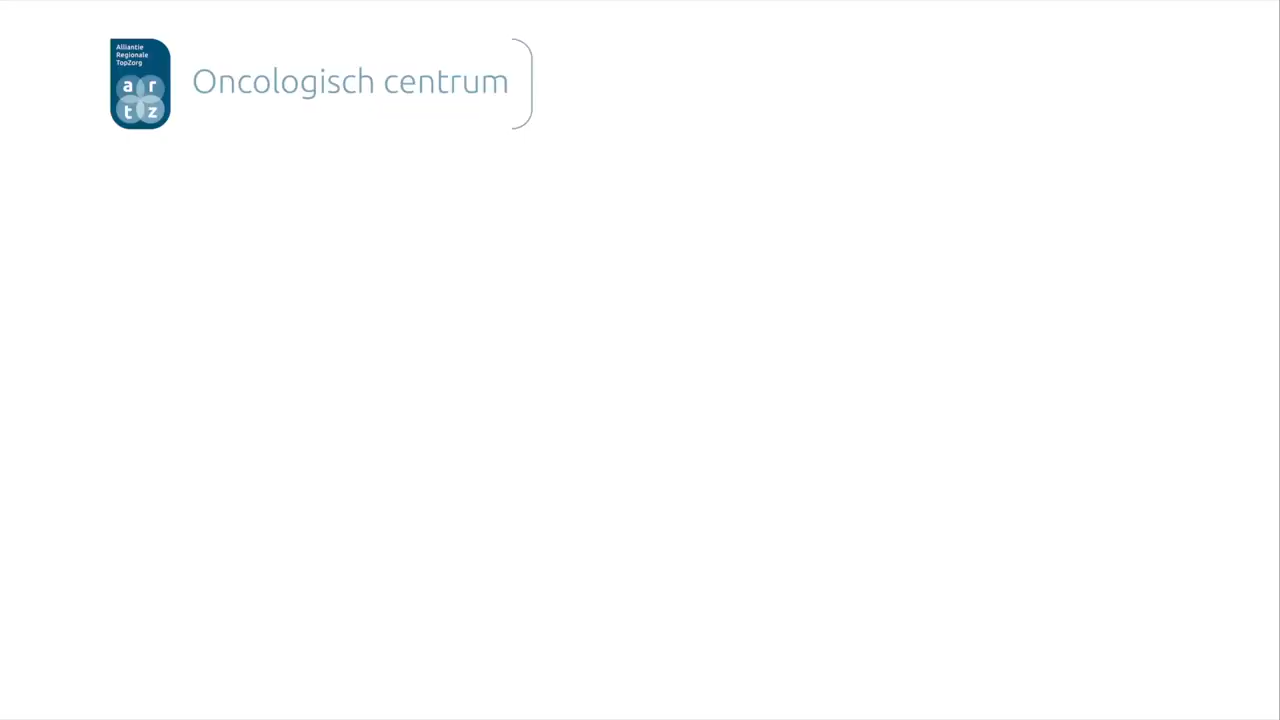 Alliantie
Regionale
TopZorg
a r
t z
Oncologisch centrum